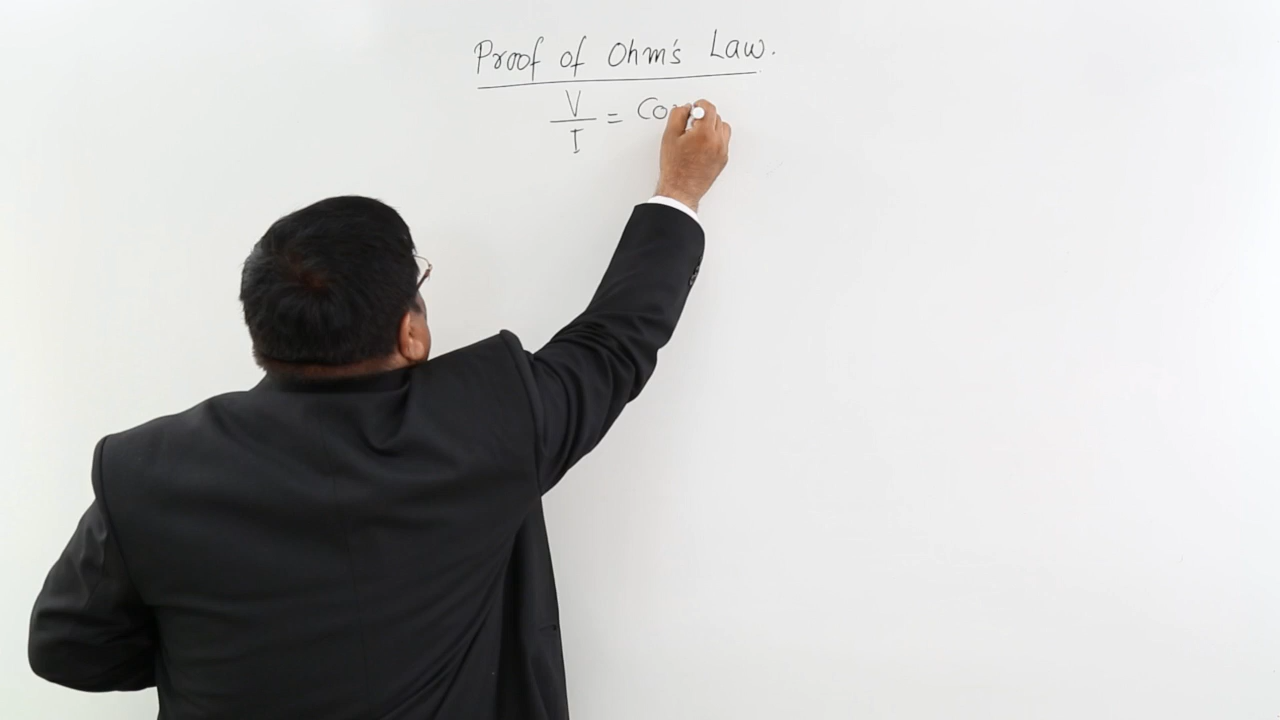 Proof of Ohm's Law.
V
I = Co